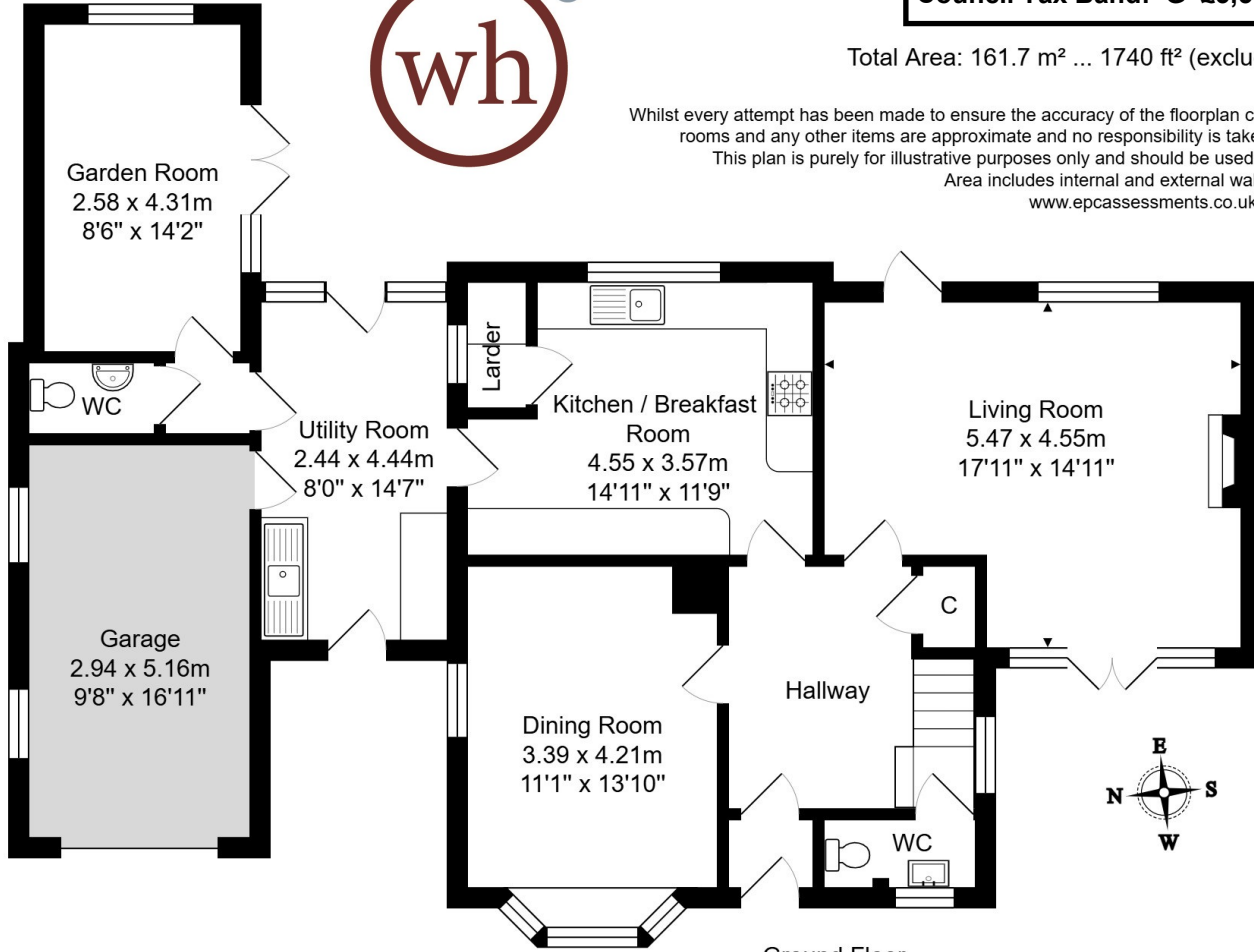 wh
Total Area: 161.7 m² ... 1740 ft² (exclu
Whilst every attempt has been made to ensure the accuracy of the floorplan c
rooms and any other items are approximate and no responsibility is take
This plan is purely for illustrative purposes only and should be used
Area includes internal and external wal
www.epcassessments.co.uk
Garden Room
2.58 x 4.31m
8'6" x 14'2"
WC
Utility Room
2.44 x 4.44m
8'0" x 14'7"
Larder
Kitchen / Breakfast
Room
4.55 x 3.57m
14'11" x 11'9"
Living Room
5.47 x 4.55m
17'11" x 14'11"
Garage
2.94 x 5.16m
9'8" x 16'11"
Dining Room
3.39 x 4.21m
11'1" x 13'10"
Hallway
C
WC
E
N S
W